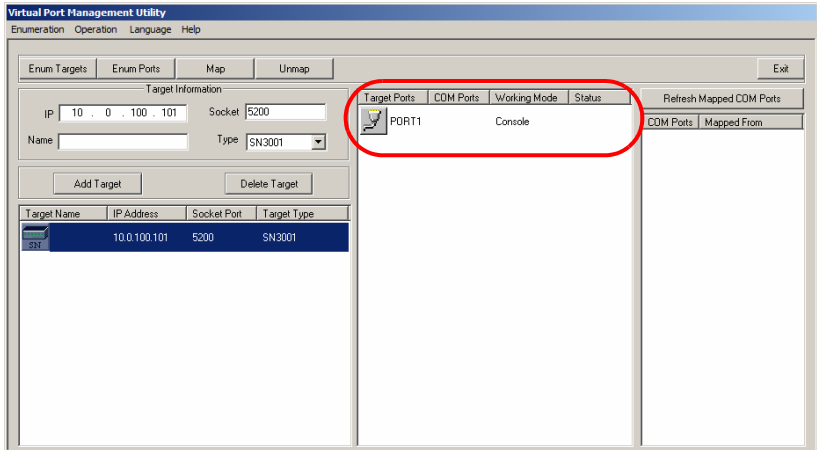 Virtual Port Management Utility
Enumeration Operation Language Help
Enum Targets Enum Ports Map Unmap Exit
Target Information
IP 10 . 0 . 100 . 101 Socket 5200
Name Type SN3001
Add Target Delete Target
Target Name IP Address Socket Port Target Type
SN 10.0.100.101 5200 SN3001
Target Ports COM Ports Working Mode Status
PORT1 Console
Refresh Mapped COM Ports
COM Ports Mapped From